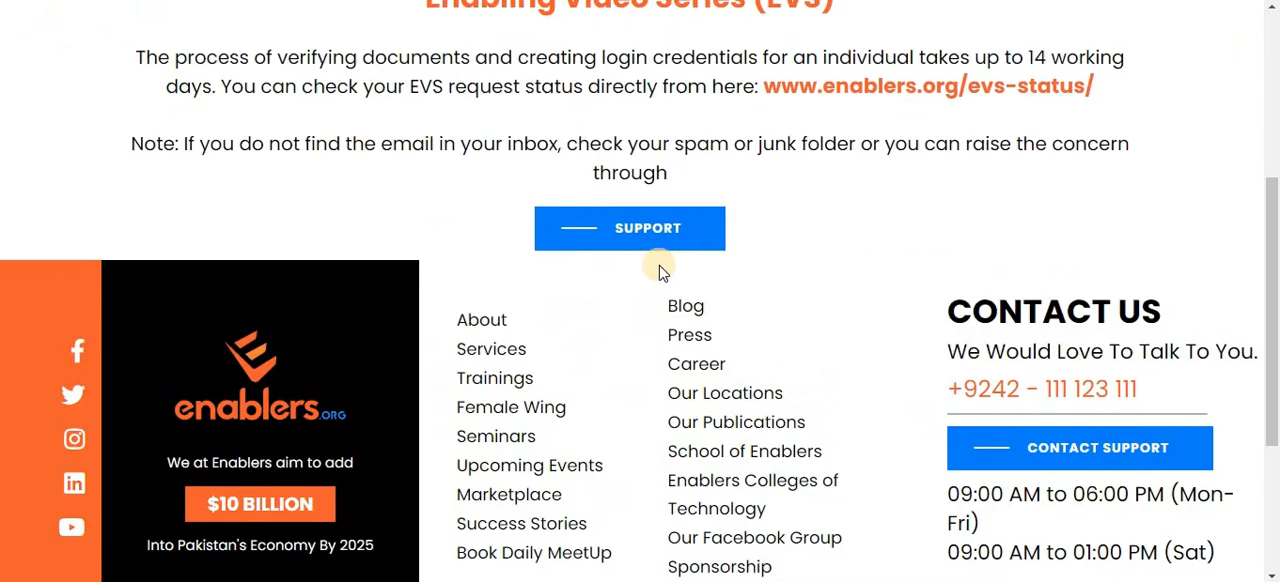 Enabling Video Series (EVS)
The process of verifying documents and creating login credentials for an individual takes up to 14 working
days. You can check your EVS request status directly from here: www.enablers.org/evs-status/
Note: If you do not find the email in your inbox, check your spam or junk folder or you can raise the concern
through
SUPPORT
enablers.ORG
We at Enablers aim to add
$10 BILLION
Into Pakistan's Economy By 2025
About
Services
Trainings
Female Wing
Seminars
Upcoming Events
Marketplace
Success Stories
Book Daily MeetUp
Blog
Press
Career
Our Locations
Our Publications
School of Enablers
Enablers Colleges of
Technology
Our Facebook Group
Sponsorship
CONTACT US
We Would Love To Talk To You.
+9242 - 111 123 111
CONTACT SUPPORT
09:00 AM to 06:00 PM (Mon-
Fri)
09:00 AM to 01:00 PM (Sat)